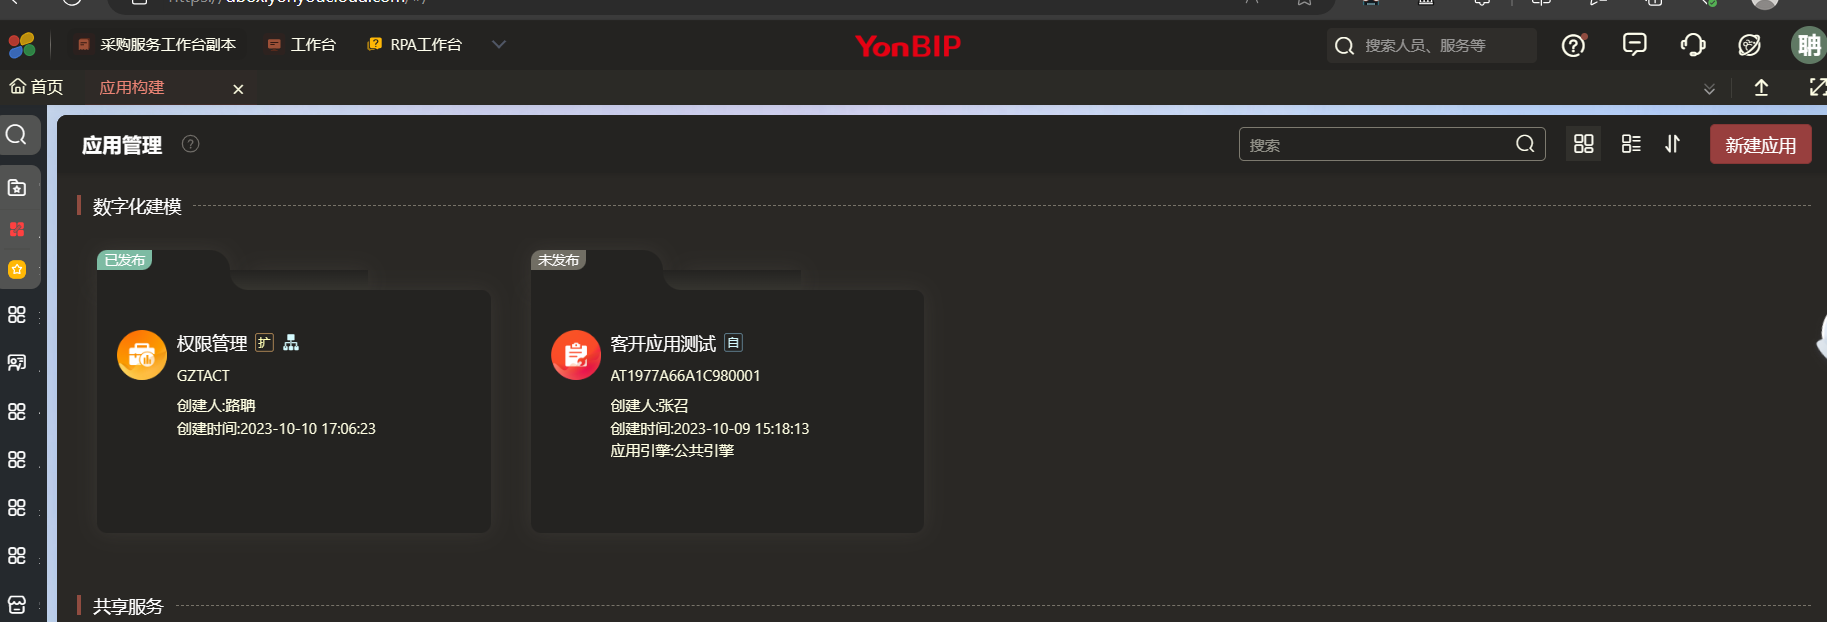 采购服务工作台副本
工作台
RPA工作台
YonBIP
搜索人员、服务等
聘
首页
应用构建
应用管理
搜索
新建应用
数字化建模
已发布
权限管理 扩
GZTACT
创建人:路聃
创建时间:2023-10-10 17:06:23
未发布
客开应用测试 自
AT1977A66A1C980001
创建人:张召
创建时间:2023-10-09 15:18:13
应用引擎:公共引擎
共享服务